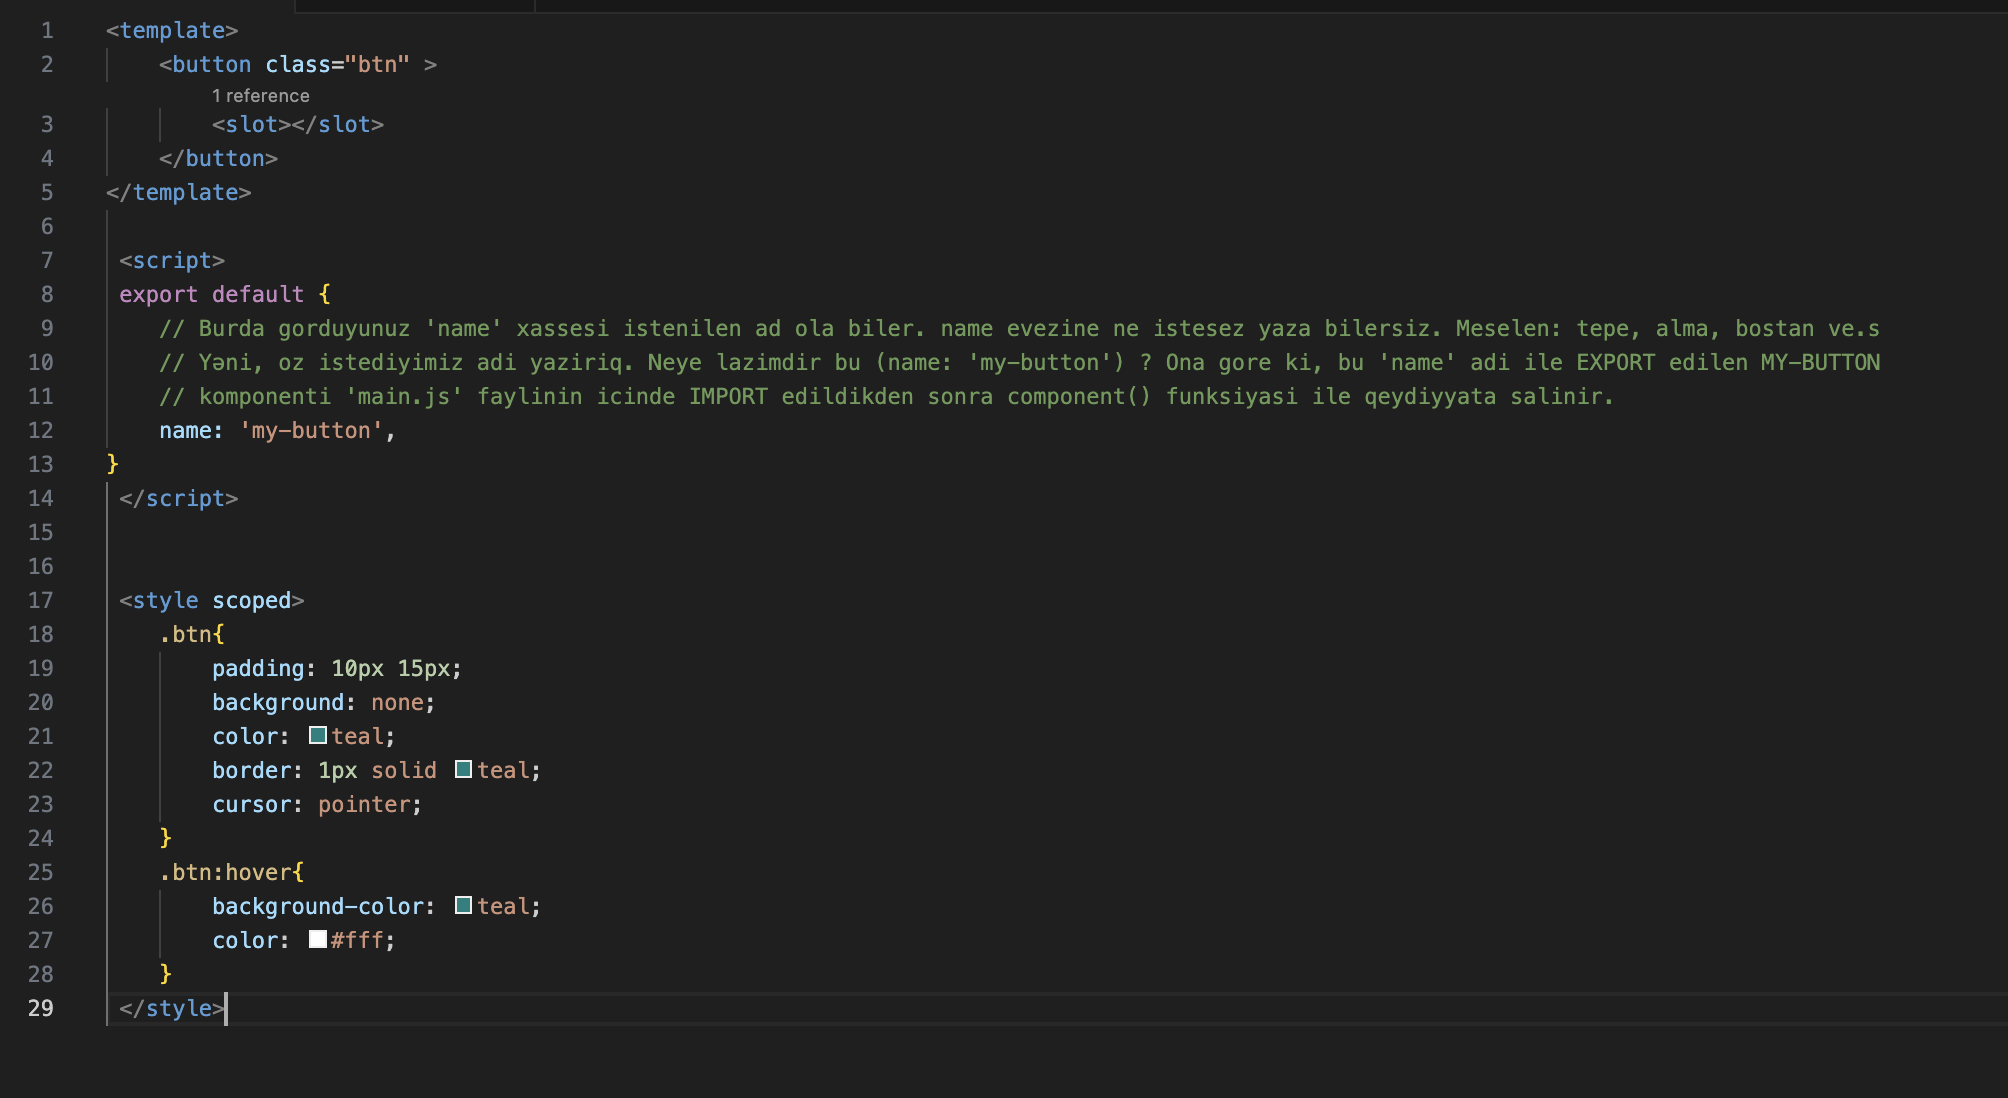 1 <template>
2     <button class="btn" >
1 reference
3         <slot></slot>
4     </button>
5 </template>
6
7  <script>
8  export default {
9     // Burda gorduyunuz 'name' xassesi istenilen ad ola biler. name evezine ne istesez yaza bilersiz. Meselen: tepe, alma, bostan ve.s
10     // Yəni, oz istediyimiz adi yaziriq. Neye lazimdir bu (name: 'my-button') ? Ona gore ki, bu 'name' adi ile EXPORT edilen MY-BUTTON
11     // komponenti 'main.js' faylinin icinde IMPORT edildikden sonra component() funksiyasi ile qeydiyyata salinir.
12     name: 'my-button',
13 }
14  </script>
15
16
17  <style scoped>
18     .btn{
19         padding: 10px 15px;
20         background: none;
21         color: teal;
22         border: 1px solid teal;
23         cursor: pointer;
24     }
25     .btn:hover{
26         background-color: teal;
27         color: #fff;
28     }
29  </style>